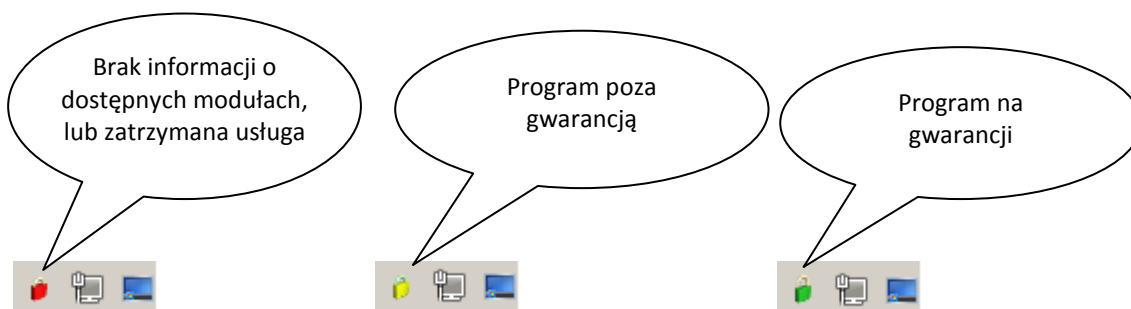 Brak informacji o
dostępnych modułach,
lub zatrzymana usługa
Program poza
gwarancją
Program na
gwarancji